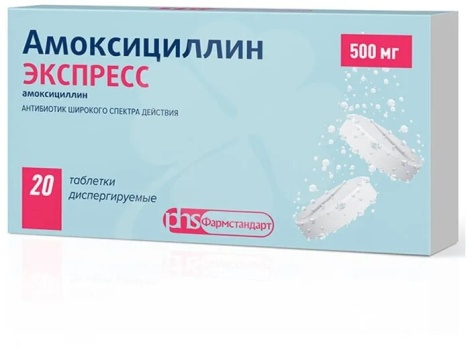 Амоксициллин
500 мг
ЭКСПРЕСС
амоксициллин
АНТИБИОТИК ШИРОКОГО СПЕКТРА ДЕЙСТВИЯ
20
таблетки
диспергируемые
phs Фармстандарт